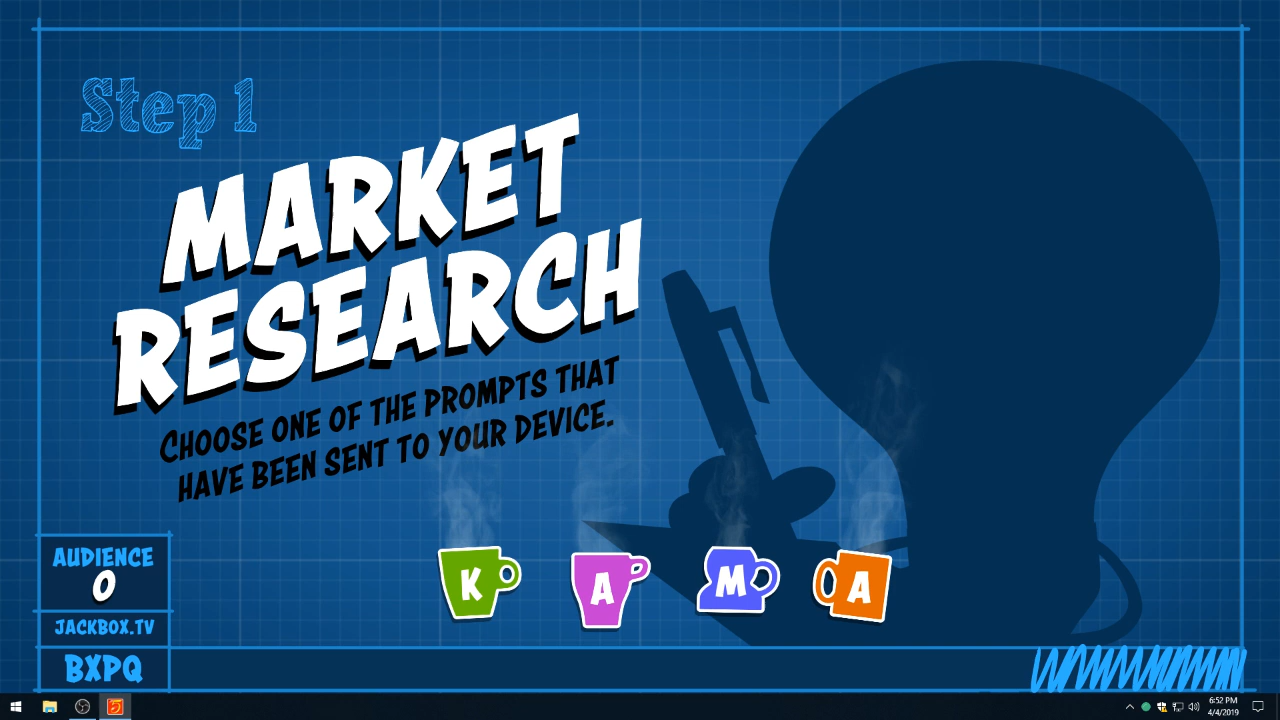 Step 1
MARKET
RESEARCH
CHOOSE ONE OF THE PROMPTS THAT
HAVE BEEN SENT TO YOUR DEVICE.
AUDIENCE
0
JACKBOX.TV
BXPQ
K A M A
6:52 PM
4/4/2019